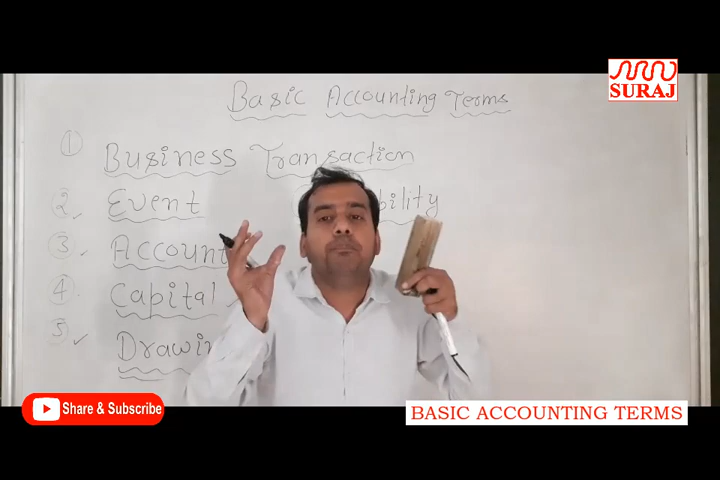 SURAJ
Basic Accounting Terms
① Business Transaction
②✓ Event bility
③✓ Account
④ Capital
⑤✓ Drawin
Share & Subscribe
BASIC ACCOUNTING TERMS